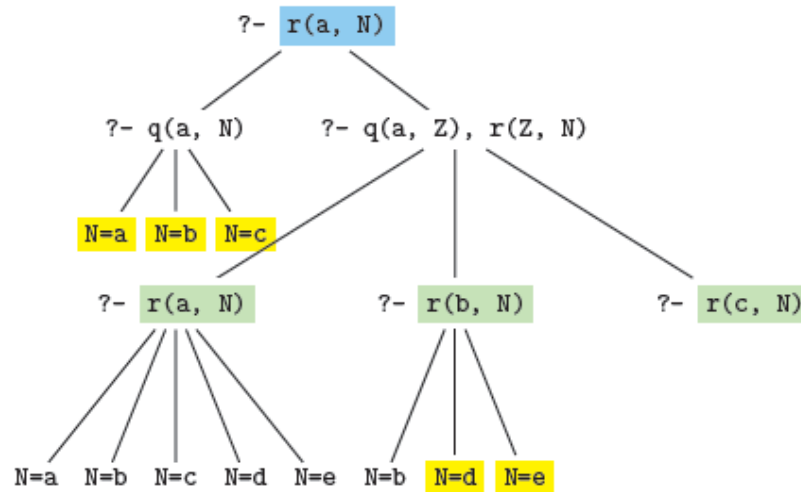 ?- r(a, N)
?- q(a, N) ?- q(a, Z), r(Z, N)
N=a N=b N=c
?- r(a, N) ?- r(b, N) ?- r(c, N)
N=a N=b N=c N=d N=e N=b N=d N=e